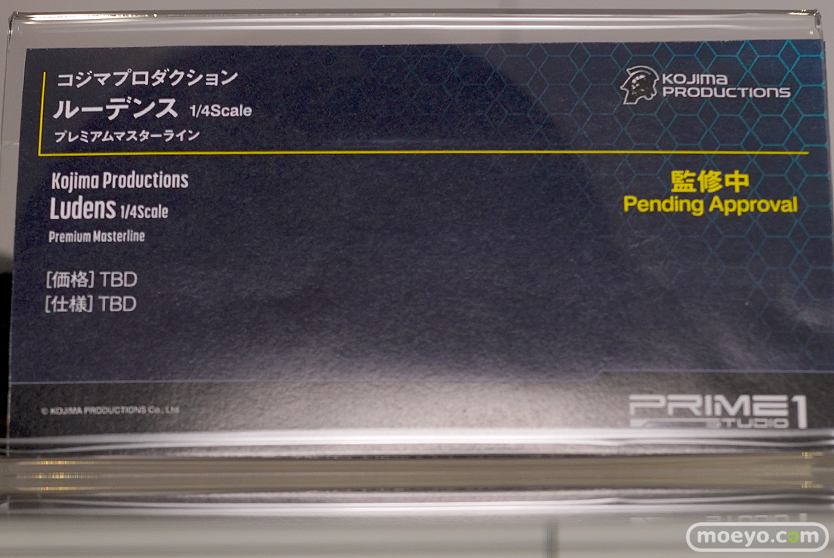 コジマプロダクション
ルーデンス 1/4Scale
プレミアムマスターライン
KOJIMA
PRODUCTIONS
Kojima Productions
Ludens 1/4Scale
Premium Masterline
監修中
Pending Approval
[価格] TBD
[仕様] TBD
© KOJIMA PRODUCTIONS Co., Ltd
PRIME 1
STUDIO
moeyo.com